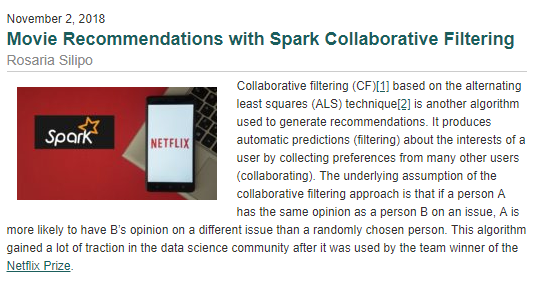 November 2, 2018
Movie Recommendations with Spark Collaborative Filtering
Rosaria Silipo
Spark
NETFLIX
Collaborative filtering (CF)[1] based on the alternating
least squares (ALS) technique[2] is another algorithm
used to generate recommendations. It produces
automatic predictions (filtering) about the interests of a
user by collecting preferences from many other users
(collaborating). The underlying assumption of the
collaborative filtering approach is that if a person A
has the same opinion as a person B on an issue, A is
more likely to have B’s opinion on a different issue than a randomly chosen person. This algorithm
gained a lot of traction in the data science community after it was used by the team winner of the
Netflix Prize.